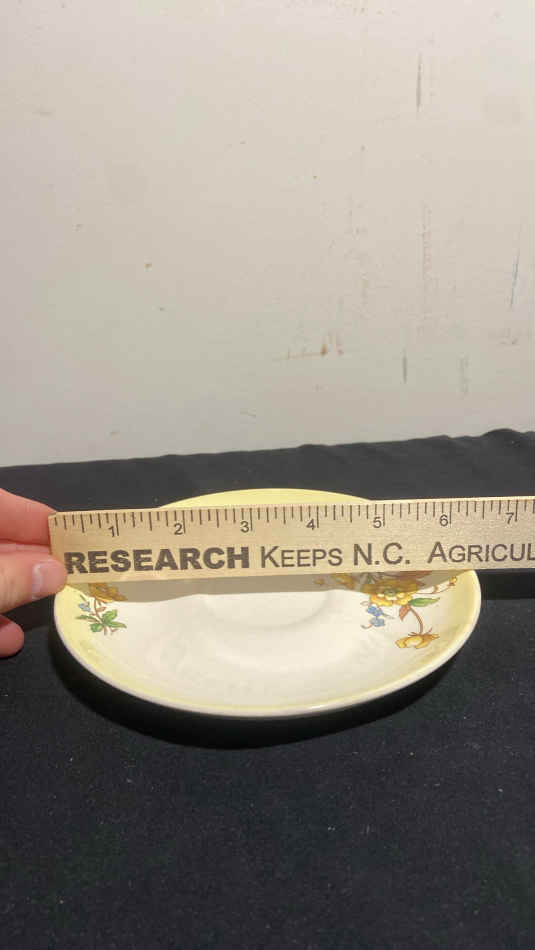 1 2 3 4 5 6 7
RESEARCH KEEPS N.C. AGRICUL